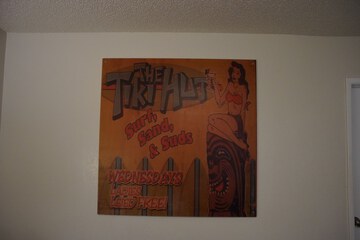 THE
TIKI HUT
Surf,
Sand,
& Suds
WEDNESDAYS